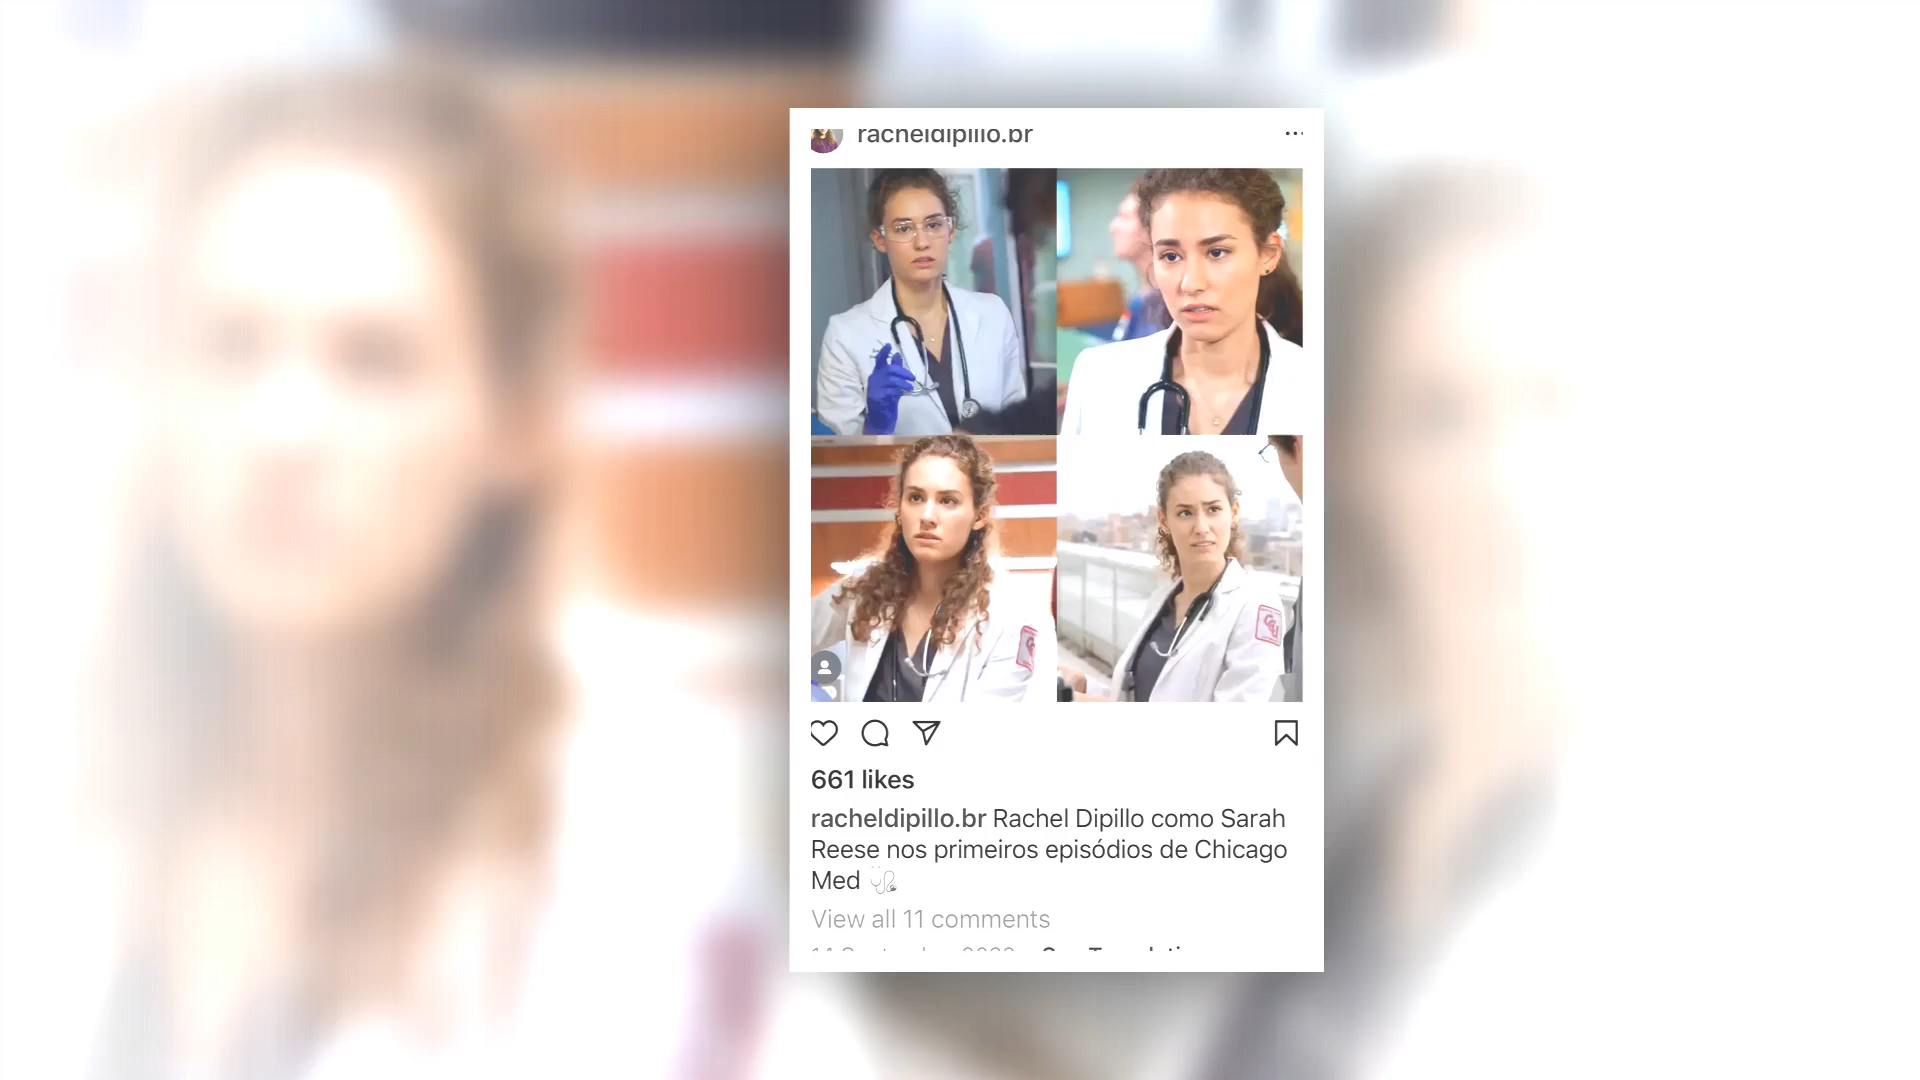 racheldipillo.br
661 likes
racheldipillo.br Rachel Dipillo como Sarah
Reese nos primeiros episódios de Chicago
Med
View all 11 comments